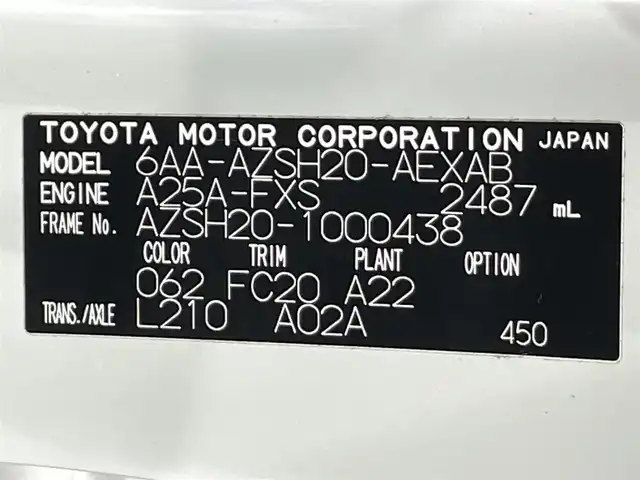 TOYOTA MOTOR CORPORATION JAPAN
MODEL 6AA-AZSH20-AEXAB
ENGINE A25A-FXS 2487 mL
FRAME No. AZSH20-1000438
COLOR TRIM PLANT OPTION
062 FC20 A22
TRANS./AXLE L210 A02A 450